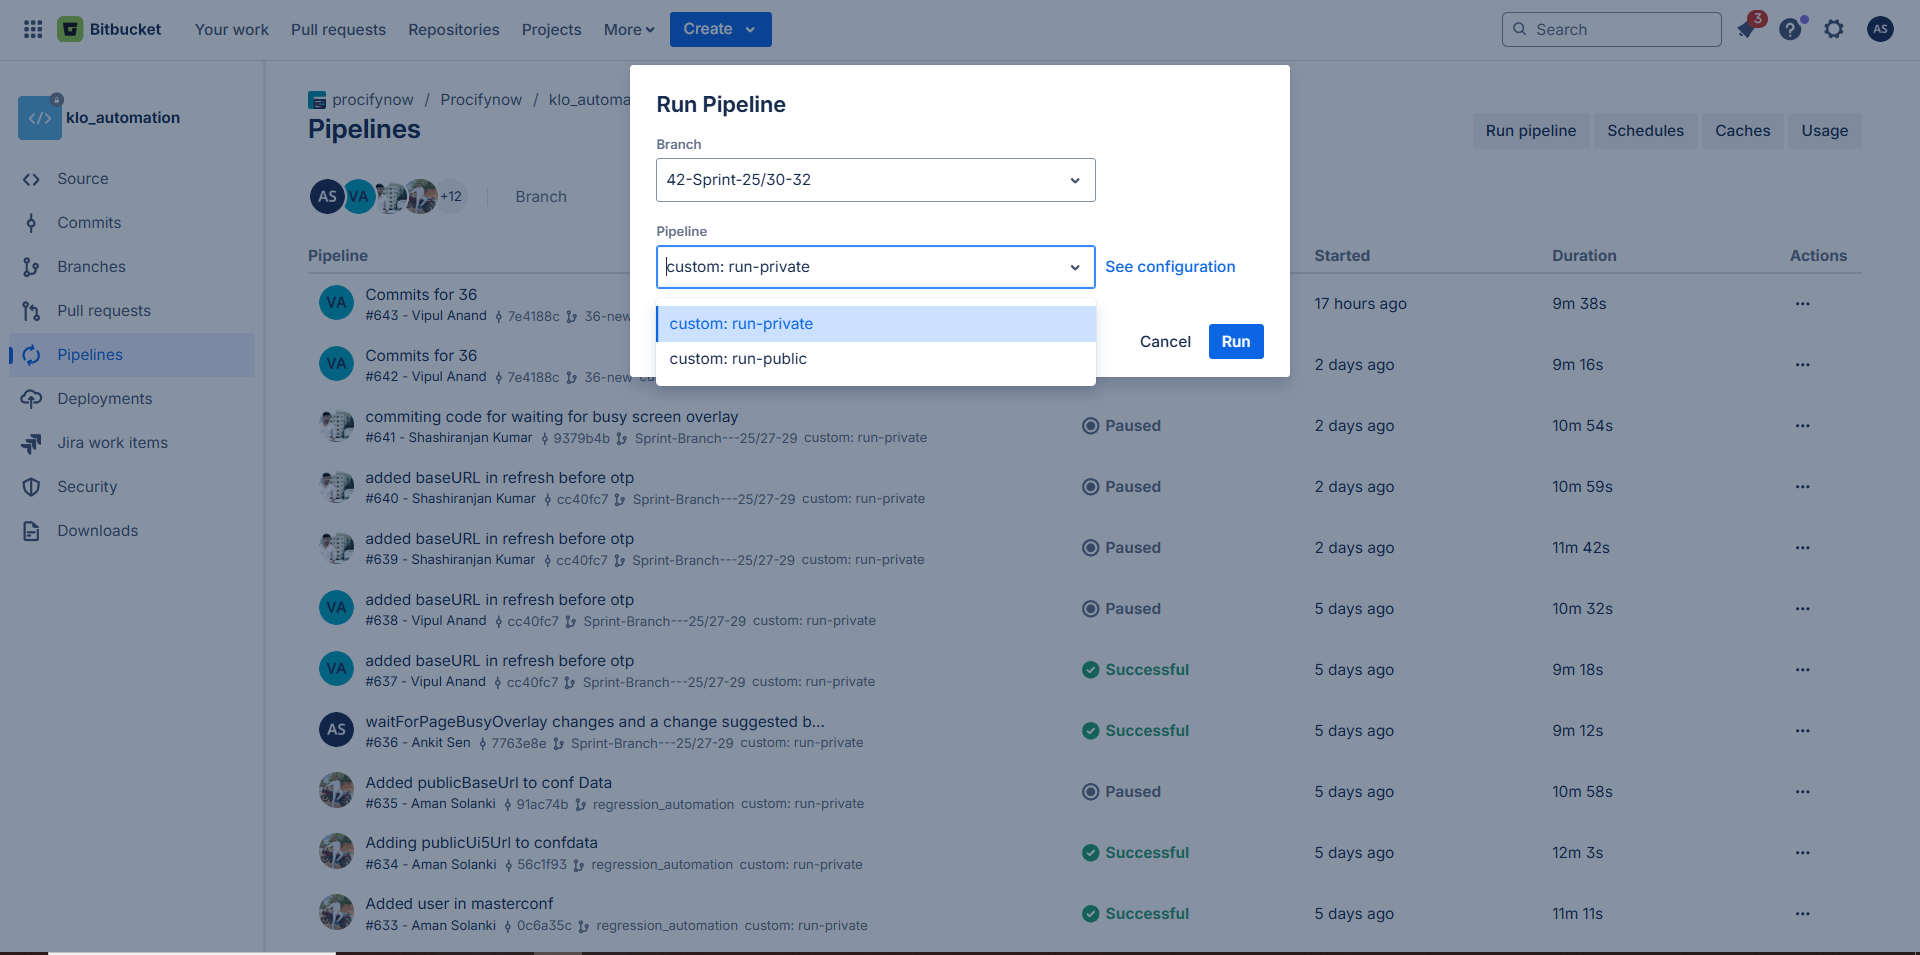 Bitbucket
Your work
Pull requests
Repositories
Projects
More
Create
Search
3
AS
klo_automation
Source
Commits
Branches
Pull requests
Pipelines
Deployments
Jira work items
Security
Downloads
procifynow / Procifynow / klo_automa
Pipelines
Run pipeline
Schedules
Caches
Usage
AS
VA
+12
Branch
Run Pipeline
Branch
42-Sprint-25/30-32
Pipeline
custom: run-private
See configuration
custom: run-private
custom: run-public
Cancel
Run
Pipeline Started Duration Actions
VA
Commits for 36
#643 - Vipul Anand 7e4188c 36-new
17 hours ago 9m 38s
VA
Commits for 36
#642 - Vipul Anand 7e4188c 36-new
2 days ago 9m 16s
commiting code for waiting for busy screen overlay
#641 - Shashiranjan Kumar 9379b4b Sprint-Branch---25/27-29 custom: run-private
Paused 2 days ago 10m 54s
added baseURL in refresh before otp
#640 - Shashiranjan Kumar cc40fc7 Sprint-Branch---25/27-29 custom: run-private
Paused 2 days ago 10m 59s
added baseURL in refresh before otp
#639 - Shashiranjan Kumar cc40fc7 Sprint-Branch---25/27-29 custom: run-private
Paused 2 days ago 11m 42s
VA
added baseURL in refresh before otp
#638 - Vipul Anand cc40fc7 Sprint-Branch---25/27-29 custom: run-private
Paused 5 days ago 10m 32s
VA
added baseURL in refresh before otp
#637 - Vipul Anand cc40fc7 Sprint-Branch---25/27-29 custom: run-private
Successful 5 days ago 9m 18s
AS
waitForPageBusyOverlay changes and a change suggested b...
#636 - Ankit Sen 7763e8e Sprint-Branch---25/27-29 custom: run-private
Successful 5 days ago 9m 12s
Added publicBaseUrl to conf Data
#635 - Aman Solanki 91ac74b regression_automation custom: run-private
Paused 5 days ago 10m 58s
Adding publicUi5Url to confdata
#634 - Aman Solanki 56c1f93 regression_automation custom: run-private
Successful 5 days ago 12m 3s
Added user in masterconf
#633 - Aman Solanki 0c6a35c regression_automation custom: run-private
Successful 5 days ago 11m 11s